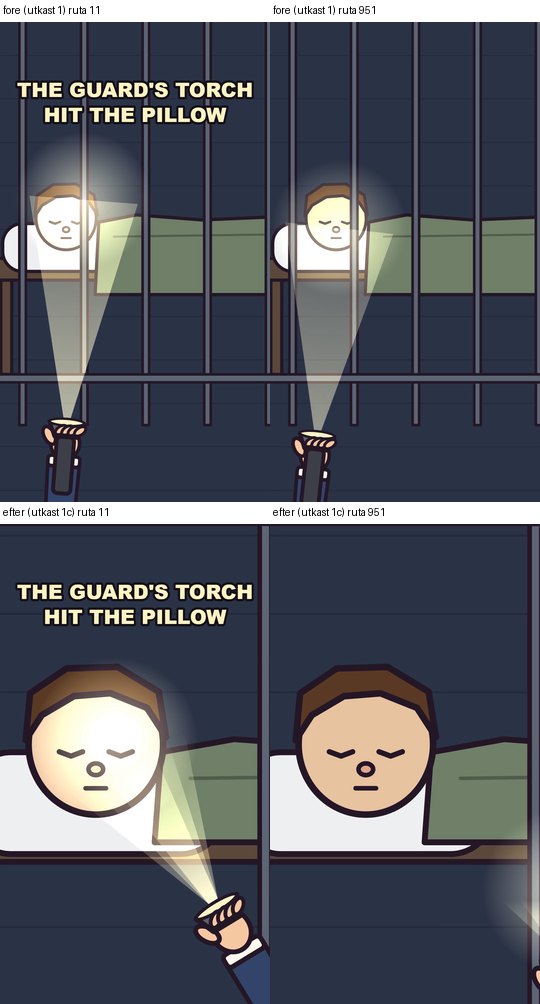 fore (utkast 1) ruta 11
fore (utkast 1) ruta 951
THE GUARD'S TORCH
HIT THE PILLOW
efter (utkast 1c) ruta 11
efter (utkast 1c) ruta 951
THE GUARD'S TORCH
HIT THE PILLOW